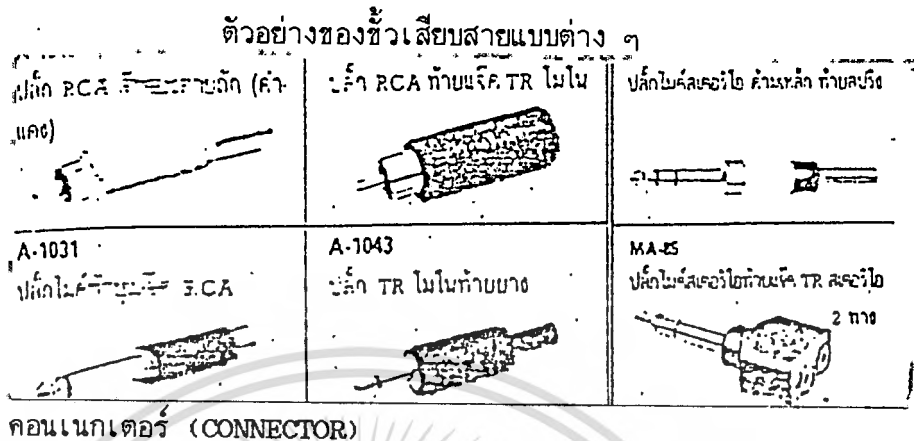 ตัวอย่างของขั้วเสียบสายแบบต่าง ๆ
ปลั๊ก RCA (ดำ-
แดง)
ปลั๊ก RCA ท้ายแจ๊ค TR โมโน
ปลั๊กไมค์สเตอริโอ ด้ามเหล็ก ท้ายสปริง
A-1031
ปลั๊กไมค์ RCA
A-1043
ปลั๊ก TR โมโนท้ายยาง
MA-85
ปลั๊กไมค์สเตอริโอท้ายแจ๊ค TR สเตอริโอ
2 ทาง
คอนเนกเตอร์ (CONNECTOR)